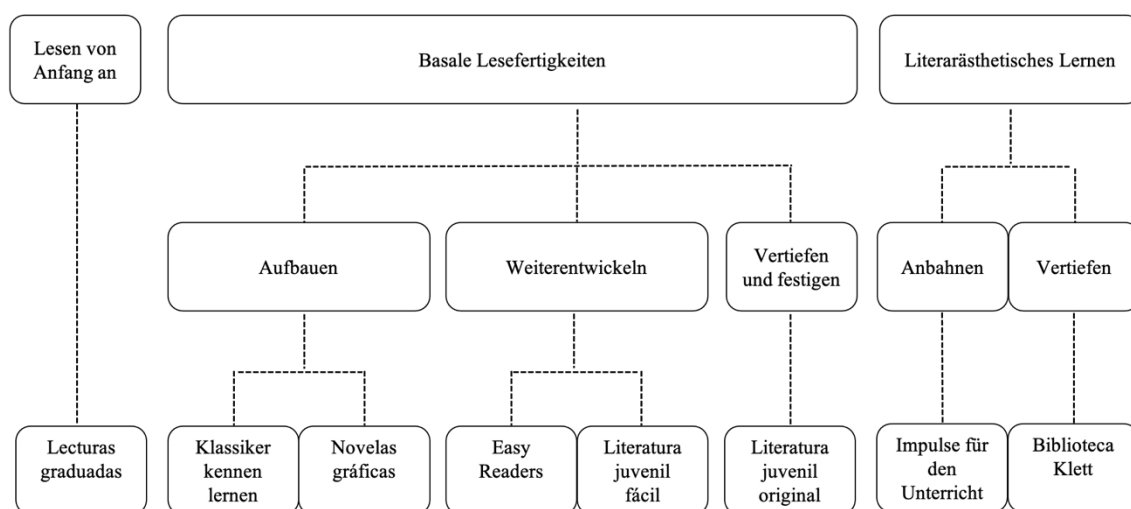 Lesen von
Anfang an
Basale Lesefertigkeiten
Literarästhetisches Lernen
Aufbauen
Weiterentwickeln
Vertiefen
und festigen
Anbahnen
Vertiefen
Lecturas
graduadas
Klassiker
kennen
lernen
Novelas
gráficas
Easy
Readers
Literatura
juvenil
fácil
Literatura
juvenil
original
Impulse für
den
Unterricht
Biblioteca
Klett